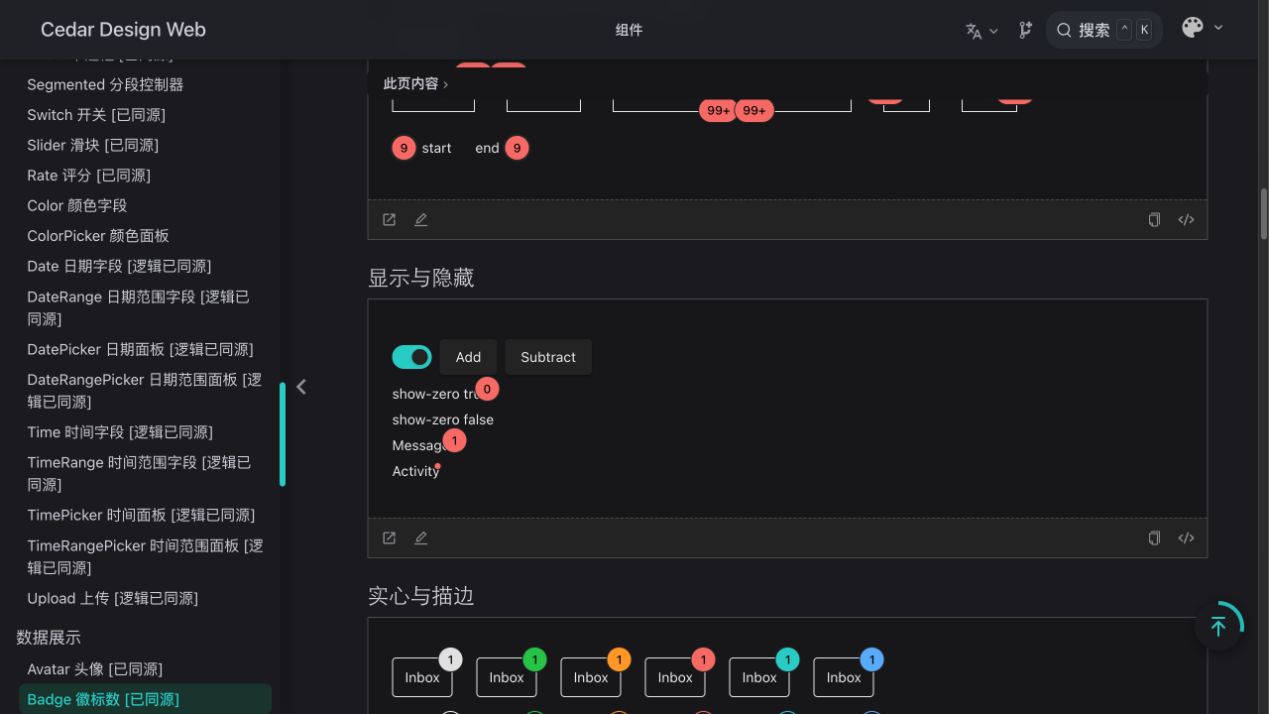 Cedar Design Web
组件
搜索
^
K
Segmented 分段控制器
Switch 开关 [已同源]
Slider 滑块 [已同源]
Rate 评分 [已同源]
Color 颜色字段
ColorPicker 颜色面板
Date 日期字段 [逻辑已同源]
DateRange 日期范围字段 [逻辑已
同源]
DatePicker 日期面板 [逻辑已同源]
DateRangePicker 日期范围面板 [逻
辑已同源]
Time 时间字段 [逻辑已同源]
TimeRange 时间范围字段 [逻辑已
同源]
TimePicker 时间面板 [逻辑已同源]
TimeRangePicker 时间范围面板 [逻
辑已同源]
Upload 上传 [逻辑已同源]
数据展示
Avatar 头像 [已同源]
Badge 徽标数 [已同源]
此页内容
99+ 99+
9 start end 9
显示与隐藏
Add Subtract
show-zero 0
show-zero false
Message 1
Activity
实心与描边
1 1 1 1 1 1
Inbox Inbox Inbox Inbox Inbox Inbox